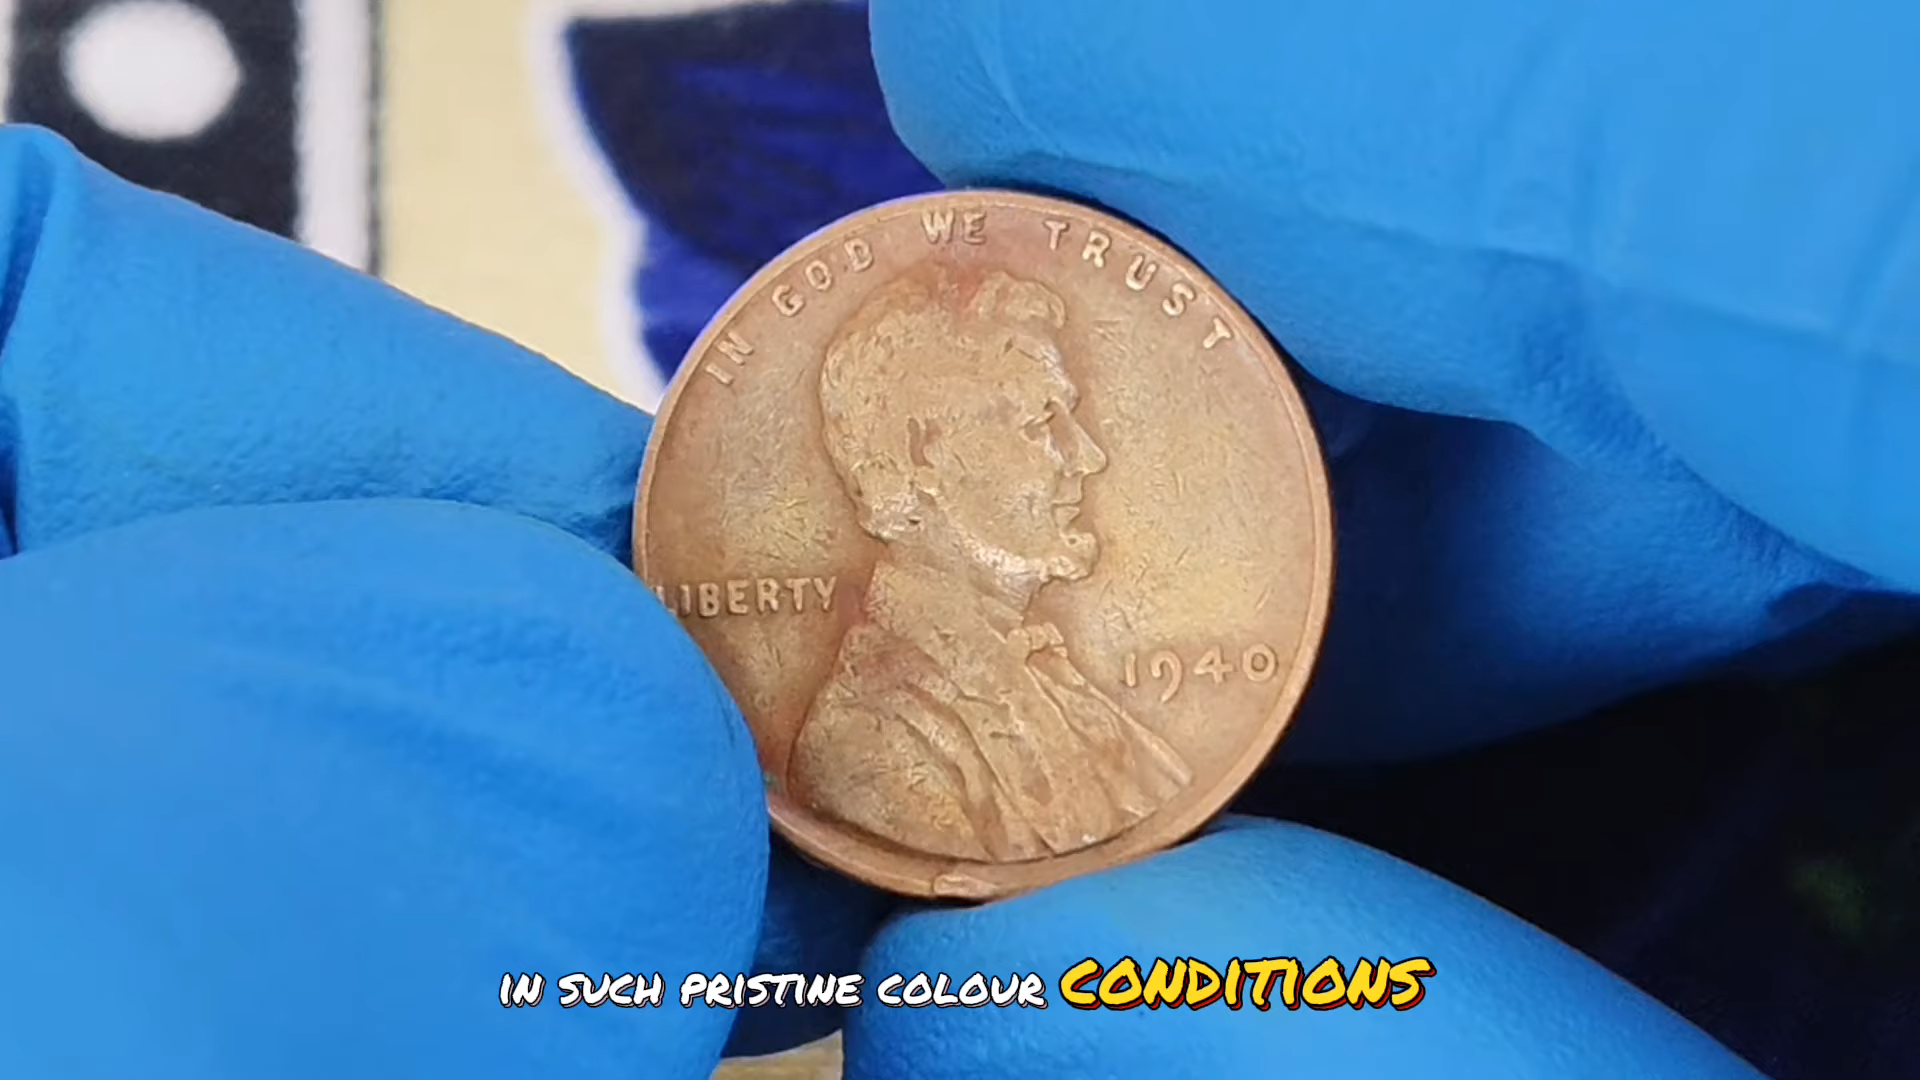 IN GOD WE TRUST
LIBERTY
1940
IN SUCH PRISTINE COLOUR CONDITIONS